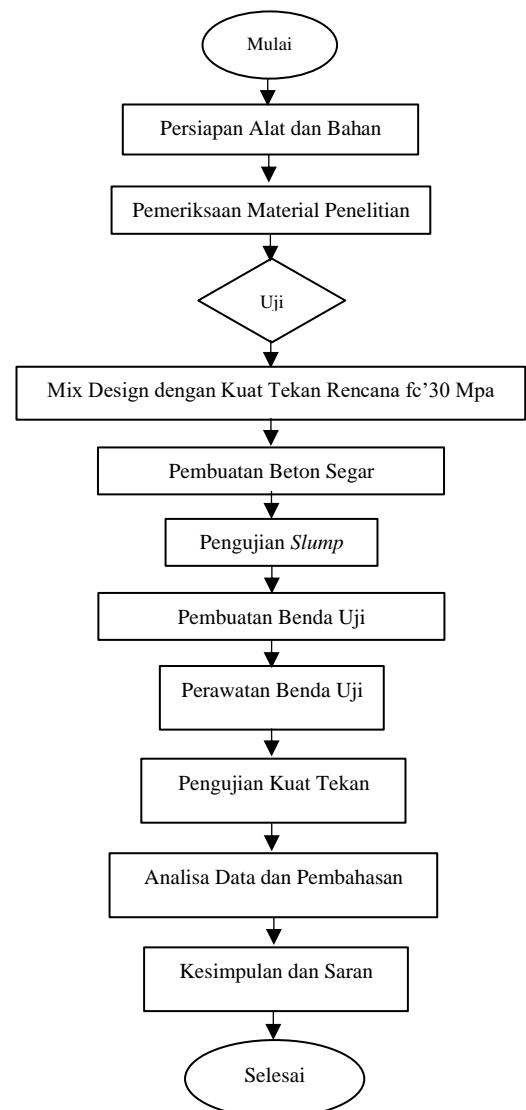 Mulai
Persiapan Alat dan Bahan
Pemeriksaan Material Penelitian
Uji
Mix Design dengan Kuat Tekan Rencana fc’30 Mpa
Pembuatan Beton Segar
Pengujian Slump
Pembuatan Benda Uji
Perawatan Benda Uji
Pengujian Kuat Tekan
Analisa Data dan Pembahasan
Kesimpulan dan Saran
Selesai